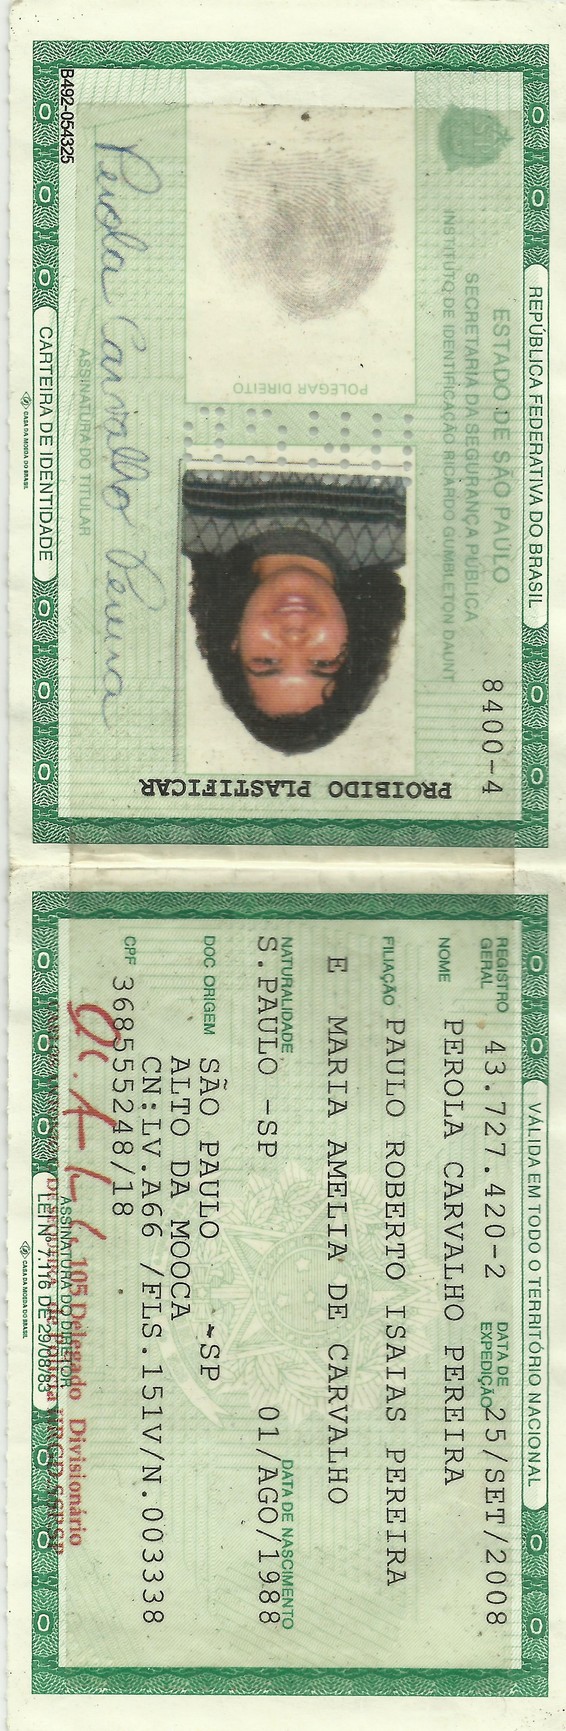 REPÚBLICA FEDERATIVA DO BRASIL
ESTADO DE SÃO PAULO
SECRETARIA DA SEGURANÇA PÚBLICA
INSTITUTO DE IDENTIFICAÇÃO RICARDO GUMBLETON DAUNT
8400-4
POLEGAR DIREITO
PROIBIDO PLASTIFICAR
Perola Carvalho Pereira
ASSINATURA DO TITULAR
B492-054325
CARTEIRA DE IDENTIDADE
CASA DA MOEDA DO BRASIL
VÁLIDA EM TODO O TERRITÓRIO NACIONAL
REGISTRO GERAL 43.727.420-2 DATA DE EXPEDIÇÃO 25/SET/2008
NOME PEROLA CARVALHO PEREIRA
FILIAÇÃO PAULO ROBERTO ISAIAS PEREIRA
E MARIA AMELIA DE CARVALHO
NATURALIDADE DATA DE NASCIMENTO
S.PAULO -SP 01/AGO/1988
DOC ORIGEM SÃO PAULO -SP
ALTO DA MOOCA
CN:LV.A66 /FLS.151V/N.003338
CPF 368555248/18
105 Delegado Divisionário
ASSINATURA DO DIRETOR
LEI Nº 7.116 DE 29/08/83
CASA DA MOEDA DO BRASIL